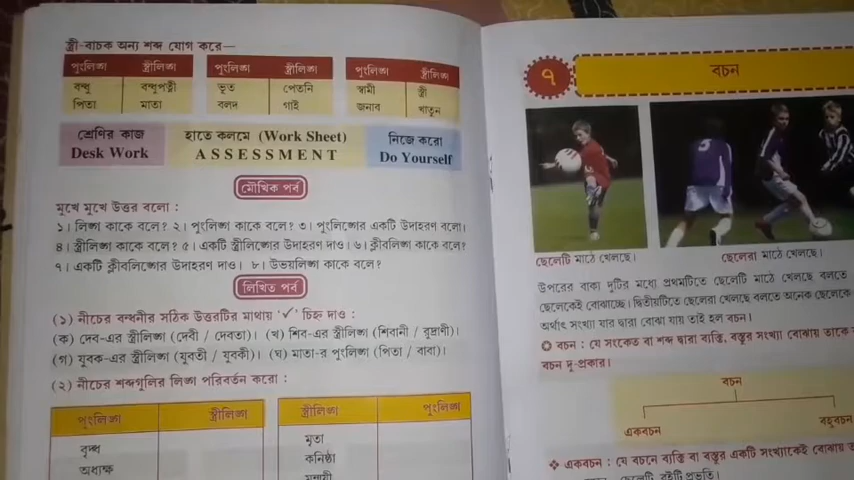 স্ত্রী-বাচক অন্য শব্দ যোগ করে—
পুংলিঙ্গ স্ত্রীলিঙ্গ পুংলিঙ্গ স্ত্রীলিঙ্গ পুংলিঙ্গ স্ত্রীলিঙ্গ
বন্ধু বন্ধুপত্নী ভূত পেতনি স্বামী স্ত্রী
পিতা মাতা বলদ গাই জনাব খাতুন
শ্রেণির কাজ হাতে কলমে (Work Sheet) নিজে করো
Desk Work ASSESSMENT Do Yourself
মৌখিক পর্ব
মুখে মুখে উত্তর বলো :
১। লিঙ্গ কাকে বলে? ২। পুংলিঙ্গ কাকে বলে? ৩। পুংলিঙ্গের একটি উদাহরণ বলো।
৪। স্ত্রীলিঙ্গ কাকে বলে? ৫। একটি স্ত্রীলিঙ্গের উদাহরণ দাও। ৬। ক্লীবলিঙ্গ কাকে বলে?
৭। একটি ক্লীবলিঙ্গের উদাহরণ দাও। ৮। উভয়লিঙ্গ কাকে বলে?
লিখিত পর্ব
(১) নীচের বন্ধনীর সঠিক উত্তরটির মাথায় '✓' চিহ্ন দাও :
(ক) দেব-এর স্ত্রীলিঙ্গ (দেবী / দেবতা)। (খ) শিব-এর স্ত্রীলিঙ্গ (শিবানী / রুদ্রাণী)।
(গ) যুবক-এর স্ত্রীলিঙ্গ (যুবতী / যুবকী)। (ঘ) মাতা-র পুংলিঙ্গ (পিতা / বাবা)।
(২) নীচের শব্দগুলির লিঙ্গ পরিবর্তন করো :
পুংলিঙ্গ স্ত্রীলিঙ্গ স্ত্রীলিঙ্গ পুংলিঙ্গ
বৃদ্ধ মৃতা
অধ্যক্ষ কনিষ্ঠা
৭ বচন
5
ছেলেটি মাঠে খেলছে। ছেলেরা মাঠে খেলছে।
উপরের বাক্য দুটির মধ্যে প্রথমটিতে ছেলেটি মাঠে খেলছে বলতে
ছেলেকেই বোঝাচ্ছে। দ্বিতীয়টিতে ছেলেরা খেলছে বলতে অনেক ছেলেকে
অর্থাৎ সংখ্যা যার দ্বারা বোঝা যায় তাই হল বচন।
বচন : যে সংকেত বা শব্দ দ্বারা ব্যক্তি, বস্তুর সংখ্যা বোঝায় তাকে
বচন দু-প্রকার।
বচন
একবচন বহুবচন
❖ একবচন : যে বচনে ব্যক্তি বা বস্তুর একটি সংখ্যাকেই বোঝায়
ছেলেটি, বইটি প্রভৃতি।